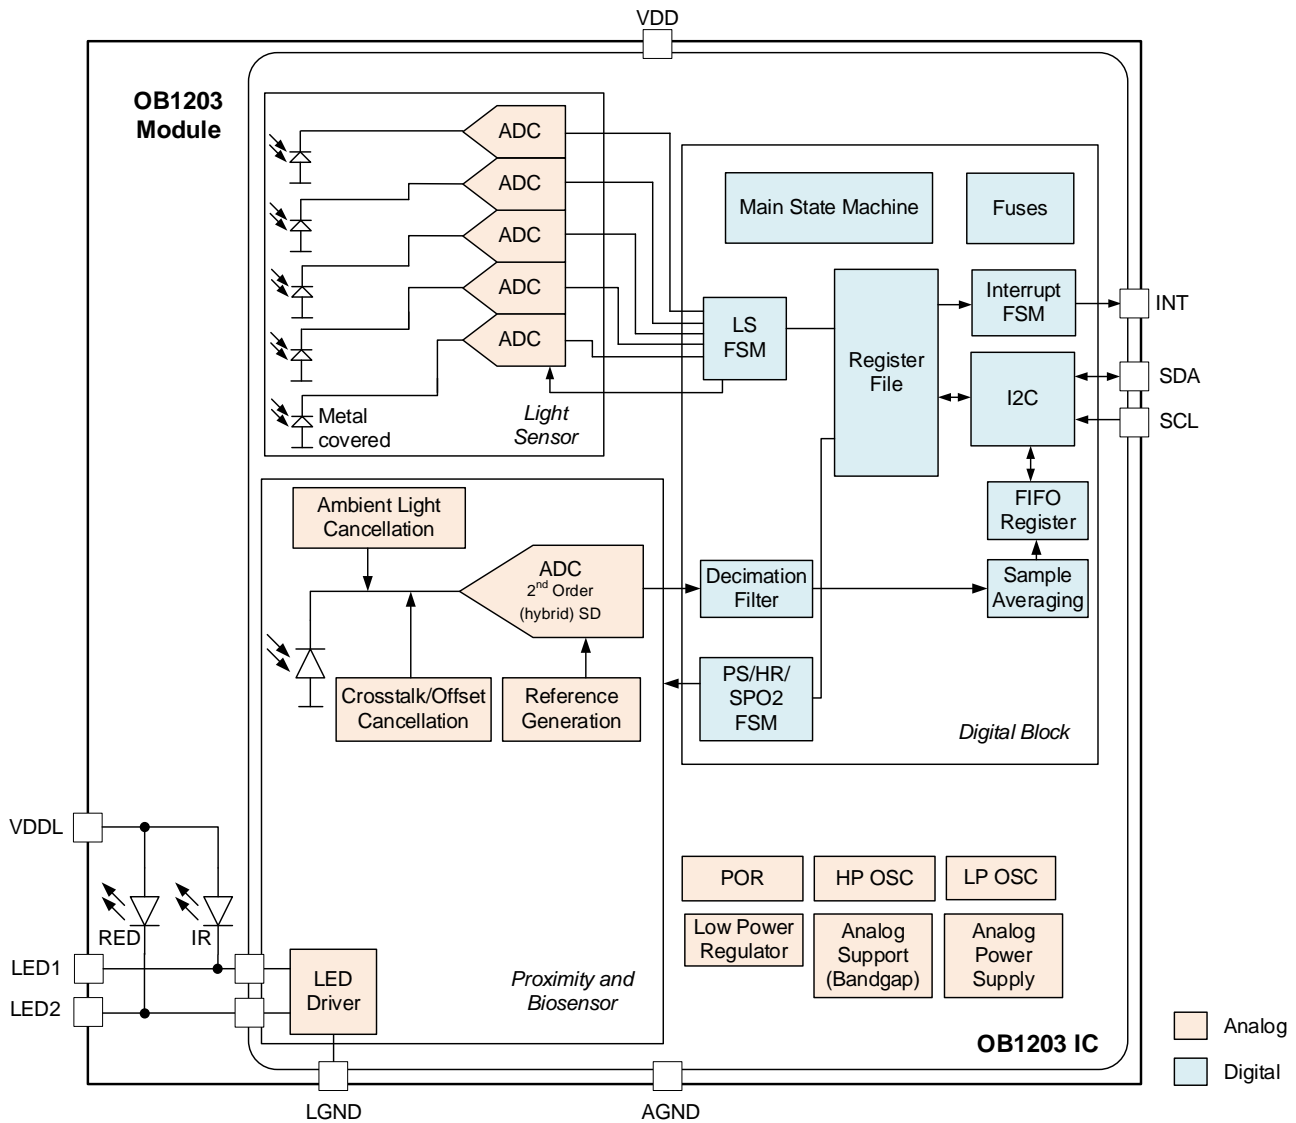 VDD
OB1203
Module
ADC
ADC
ADC
ADC
ADC
Metal
covered
Light
Sensor
Main State Machine
Fuses
LS
FSM
Register
File
Interrupt
FSM
INT
I2C
SDA
SCL
FIFO
Register
Sample
Averaging
Decimation
Filter
PS/HR/
SPO2
FSM
Digital Block
Ambient Light
Cancellation
ADC
2nd Order
(hybrid) SD
Crosstalk/Offset
Cancellation
Reference
Generation
VDDL
RED
IR
LED1
LED2
LED
Driver
Proximity and
Biosensor
POR
HP OSC
LP OSC
Low Power
Regulator
Analog
Support
(Bandgap)
Analog
Power
Supply
OB1203 IC
Analog
Digital
LGND
AGND